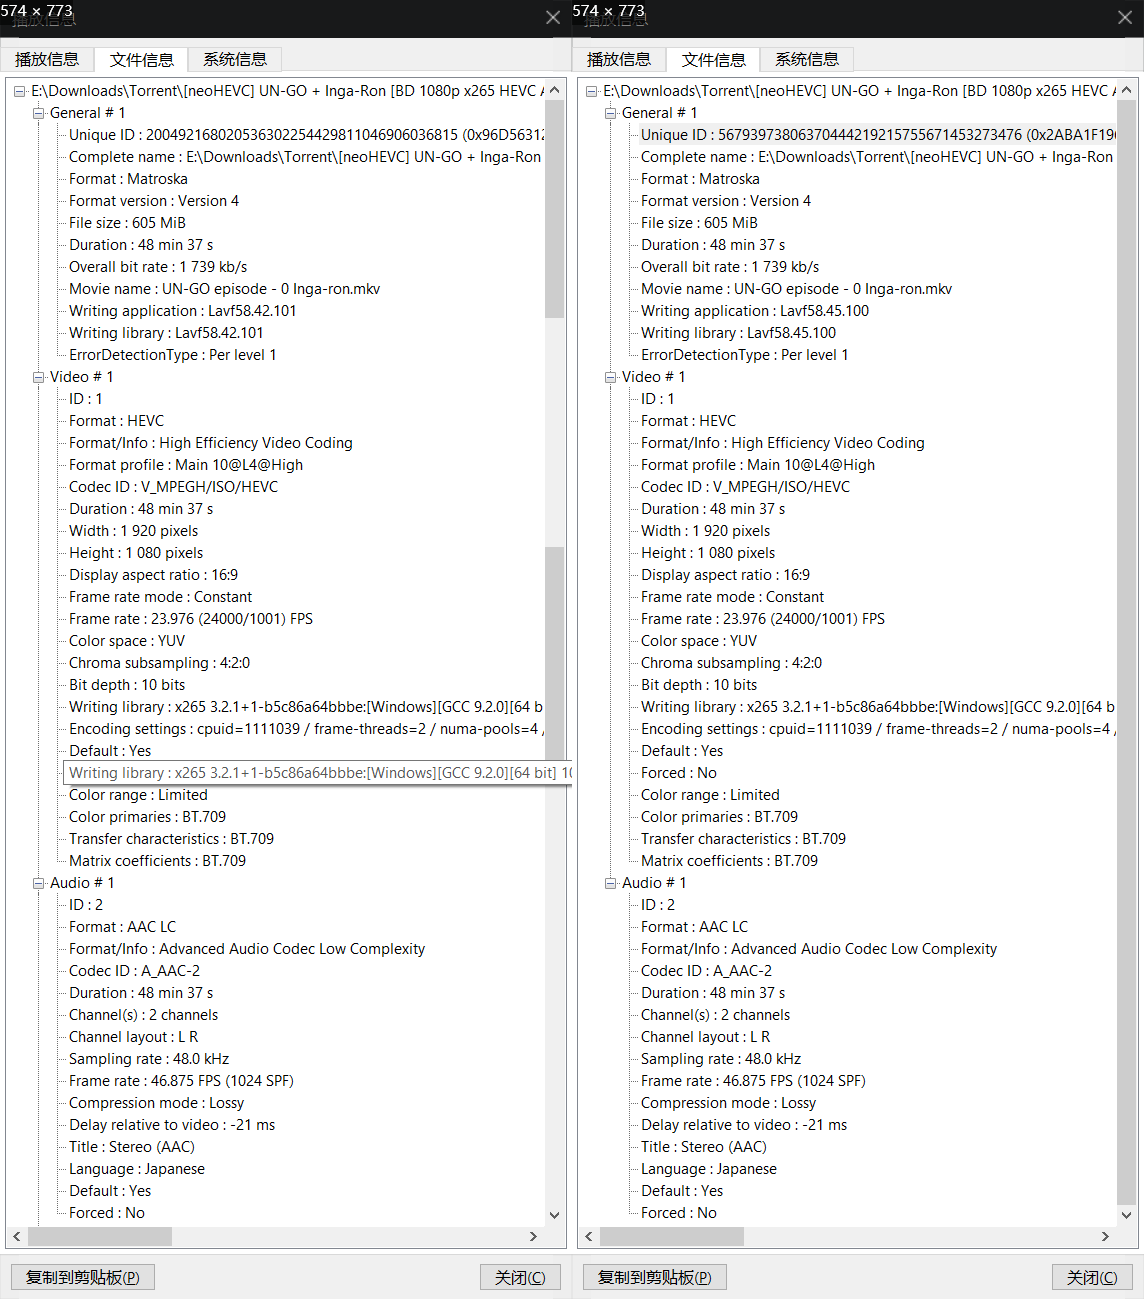 574 × 773
播放信息
播放信息
文件信息
系统信息
E:\Downloads\Torrent\[neoHEVC] UN-GO + Inga-Ron [BD 1080p x265 HEVC A
General # 1
Unique ID : 200492168020536302254429811046906036815 (0x96D5631
Complete name : E:\Downloads\Torrent\[neoHEVC] UN-GO + Inga-Ron
Format : Matroska
Format version : Version 4
File size : 605 MiB
Duration : 48 min 37 s
Overall bit rate : 1 739 kb/s
Movie name : UN-GO episode - 0 Inga-ron.mkv
Writing application : Lavf58.42.101
Writing library : Lavf58.42.101
ErrorDetectionType : Per level 1
Video # 1
ID : 1
Format : HEVC
Format/Info : High Efficiency Video Coding
Format profile : Main 10@L4@High
Codec ID : V_MPEGH/ISO/HEVC
Duration : 48 min 37 s
Width : 1 920 pixels
Height : 1 080 pixels
Display aspect ratio : 16:9
Frame rate mode : Constant
Frame rate : 23.976 (24000/1001) FPS
Color space : YUV
Chroma subsampling : 4:2:0
Bit depth : 10 bits
Writing library : x265 3.2.1+1-b5c86a64bbbe:[Windows][GCC 9.2.0][64 b
Encoding settings : cpuid=1111039 / frame-threads=2 / numa-pools=4 /
Default : Yes
Writing library : x265 3.2.1+1-b5c86a64bbbe:[Windows][GCC 9.2.0][64 bit] 10
Color range : Limited
Color primaries : BT.709
Transfer characteristics : BT.709
Matrix coefficients : BT.709
Audio # 1
ID : 2
Format : AAC LC
Format/Info : Advanced Audio Codec Low Complexity
Codec ID : A_AAC-2
Duration : 48 min 37 s
Channel(s) : 2 channels
Channel layout : L R
Sampling rate : 48.0 kHz
Frame rate : 46.875 FPS (1024 SPF)
Compression mode : Lossy
Delay relative to video : -21 ms
Title : Stereo (AAC)
Language : Japanese
Default : Yes
Forced : No
复制到剪贴板(P)
关闭(C)
574 × 773
播放信息
播放信息
文件信息
系统信息
E:\Downloads\Torrent\[neoHEVC] UN-GO + Inga-Ron [BD 1080p x265 HEVC A
General # 1
Unique ID : 56793973806370444219215755671453273476 (0x2ABA1F19
Complete name : E:\Downloads\Torrent\[neoHEVC] UN-GO + Inga-Ron
Format : Matroska
Format version : Version 4
File size : 605 MiB
Duration : 48 min 37 s
Overall bit rate : 1 739 kb/s
Movie name : UN-GO episode - 0 Inga-ron.mkv
Writing application : Lavf58.45.100
Writing library : Lavf58.45.100
ErrorDetectionType : Per level 1
Video # 1
ID : 1
Format : HEVC
Format/Info : High Efficiency Video Coding
Format profile : Main 10@L4@High
Codec ID : V_MPEGH/ISO/HEVC
Duration : 48 min 37 s
Width : 1 920 pixels
Height : 1 080 pixels
Display aspect ratio : 16:9
Frame rate mode : Constant
Frame rate : 23.976 (24000/1001) FPS
Color space : YUV
Chroma subsampling : 4:2:0
Bit depth : 10 bits
Writing library : x265 3.2.1+1-b5c86a64bbbe:[Windows][GCC 9.2.0][64 b
Encoding settings : cpuid=1111039 / frame-threads=2 / numa-pools=4 /
Default : Yes
Forced : No
Color range : Limited
Color primaries : BT.709
Transfer characteristics : BT.709
Matrix coefficients : BT.709
Audio # 1
ID : 2
Format : AAC LC
Format/Info : Advanced Audio Codec Low Complexity
Codec ID : A_AAC-2
Duration : 48 min 37 s
Channel(s) : 2 channels
Channel layout : L R
Sampling rate : 48.0 kHz
Frame rate : 46.875 FPS (1024 SPF)
Compression mode : Lossy
Delay relative to video : -21 ms
Title : Stereo (AAC)
Language : Japanese
Default : Yes
Forced : No
复制到剪贴板(P)
关闭(C)